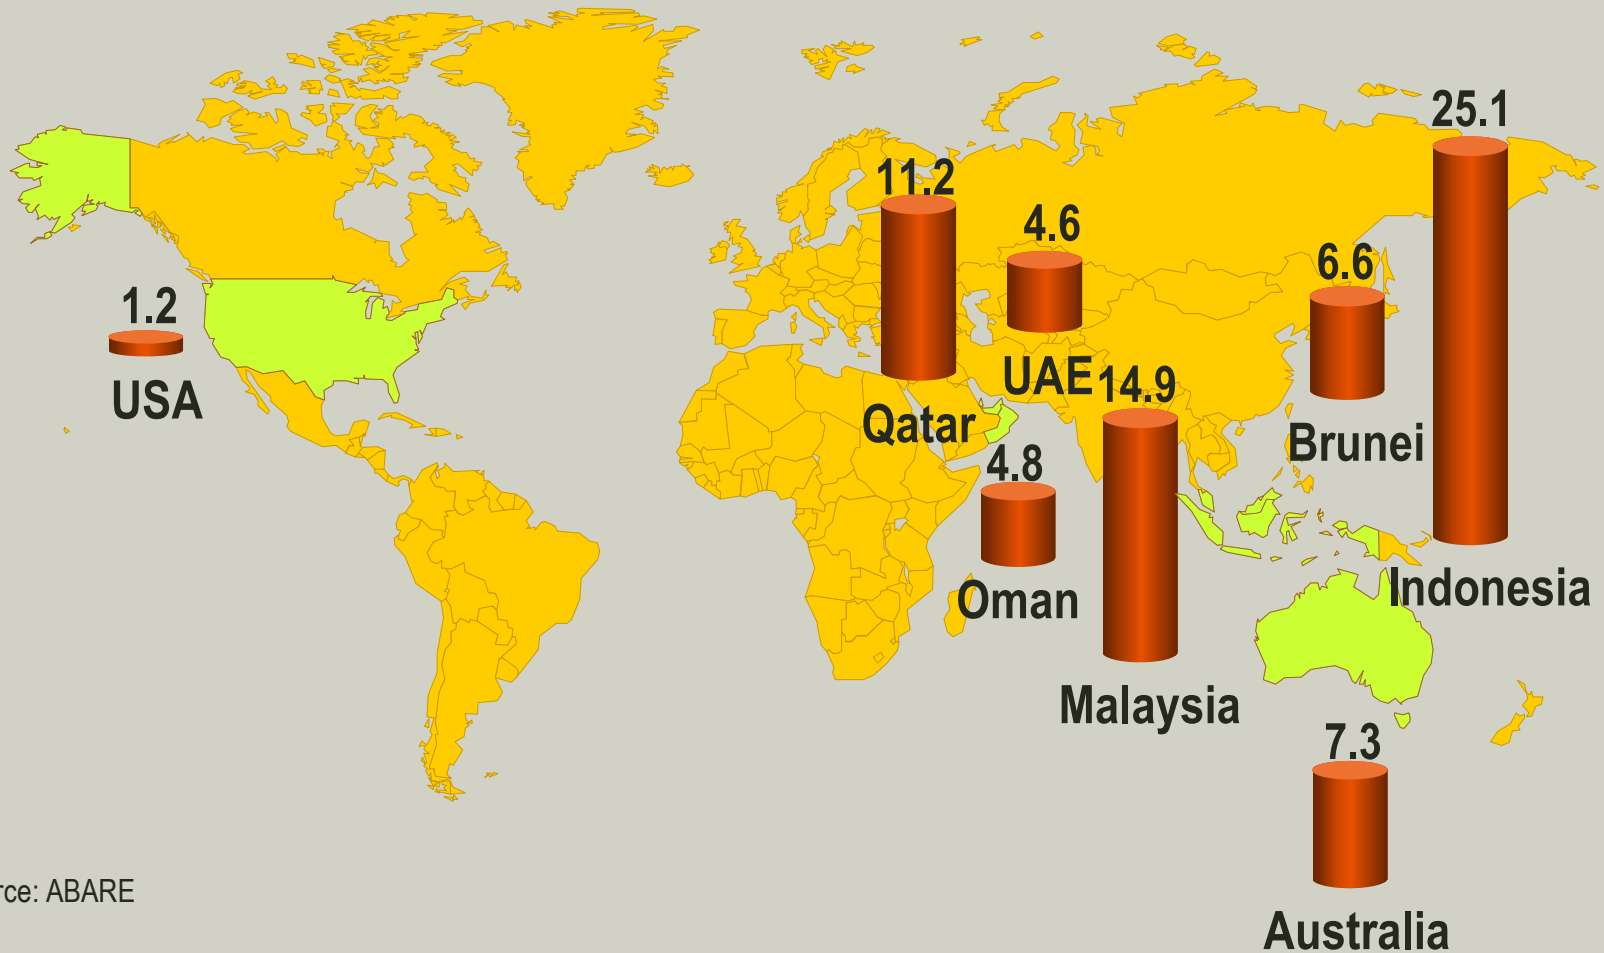 25.1
11.2
4.6
6.6
1.2
USA
UAE
14.9
Qatar
Brunei
4.8
Indonesia
Oman
Malaysia
7.3
rce: ABARE
Australia